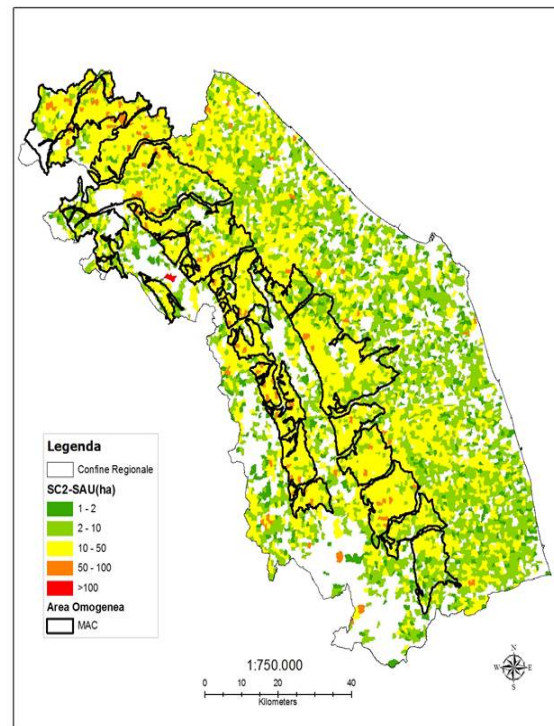 Legenda
Confine Regionale
SC2-SAU(ha)
1 - 2
2 - 10
10 - 50
50 - 100
>100
Area Omogenea
MAC
1:750.000
0 10 20 40
Kilometers
N
W E
S